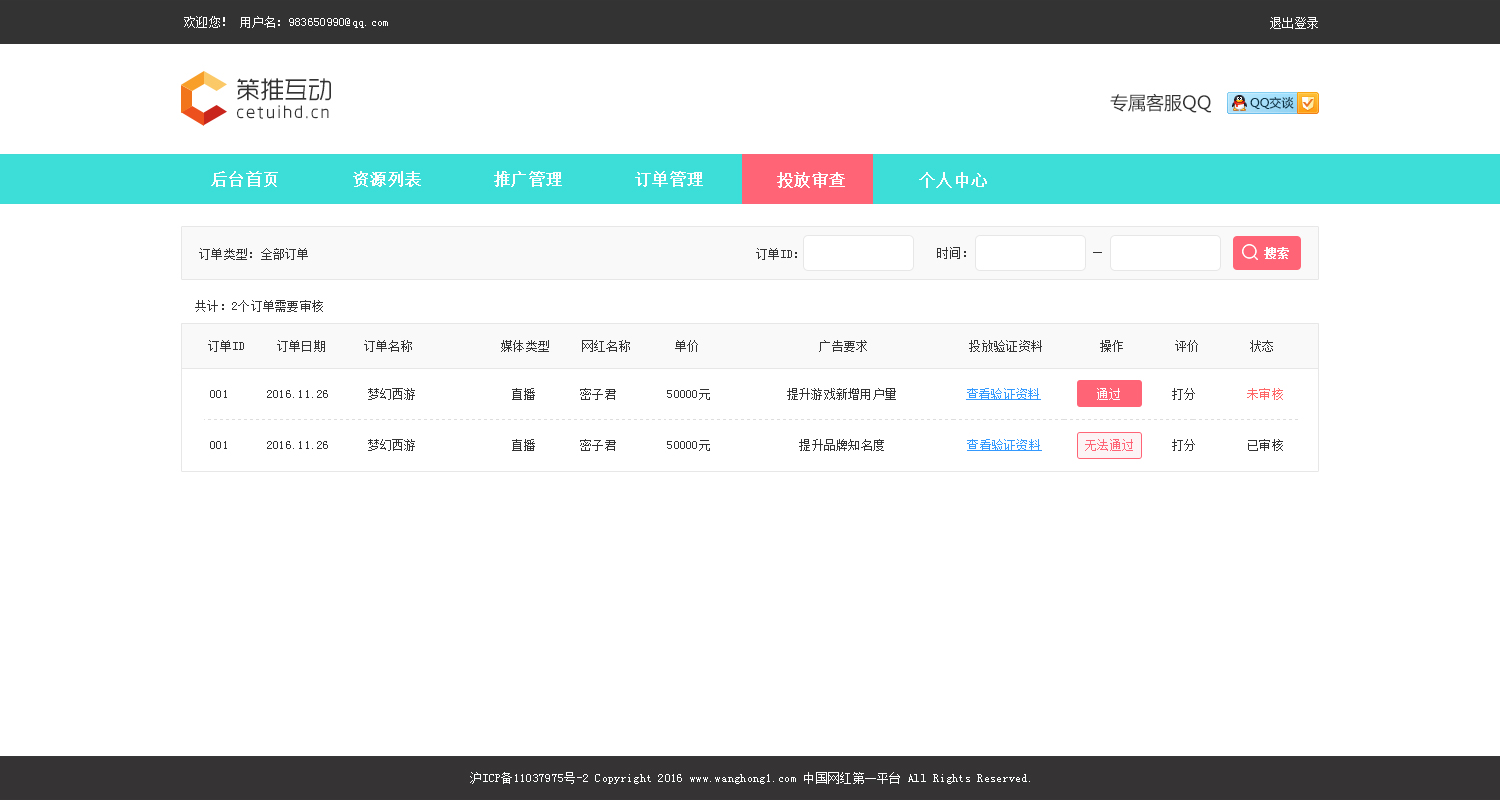 欢迎您! 用户名: 983650990@qq.com 退出登录
策推互动
cetuihd.cn
专属客服QQ QQ交谈
后台首页 资源列表 推广管理 订单管理 投放审查 个人中心
订单类型: 全部订单 订单ID: 时间: — 搜索
共计: 2个订单需要审核
订单ID 订单日期 订单名称 媒体类型 网红名称 单价 广告要求 投放验证资料 操作 评价 状态
001 2016.11.26 梦幻西游 直播 密子君 50000元 提升游戏新增用户量 查看验证资料 通过 打分 未审核
001 2016.11.26 梦幻西游 直播 密子君 50000元 提升品牌知名度 查看验证资料 无法通过 打分 已审核
沪ICP备11037975号-2 Copyright 2016 www.wanghong1.com 中国网红第一平台 All Rights Reserved.